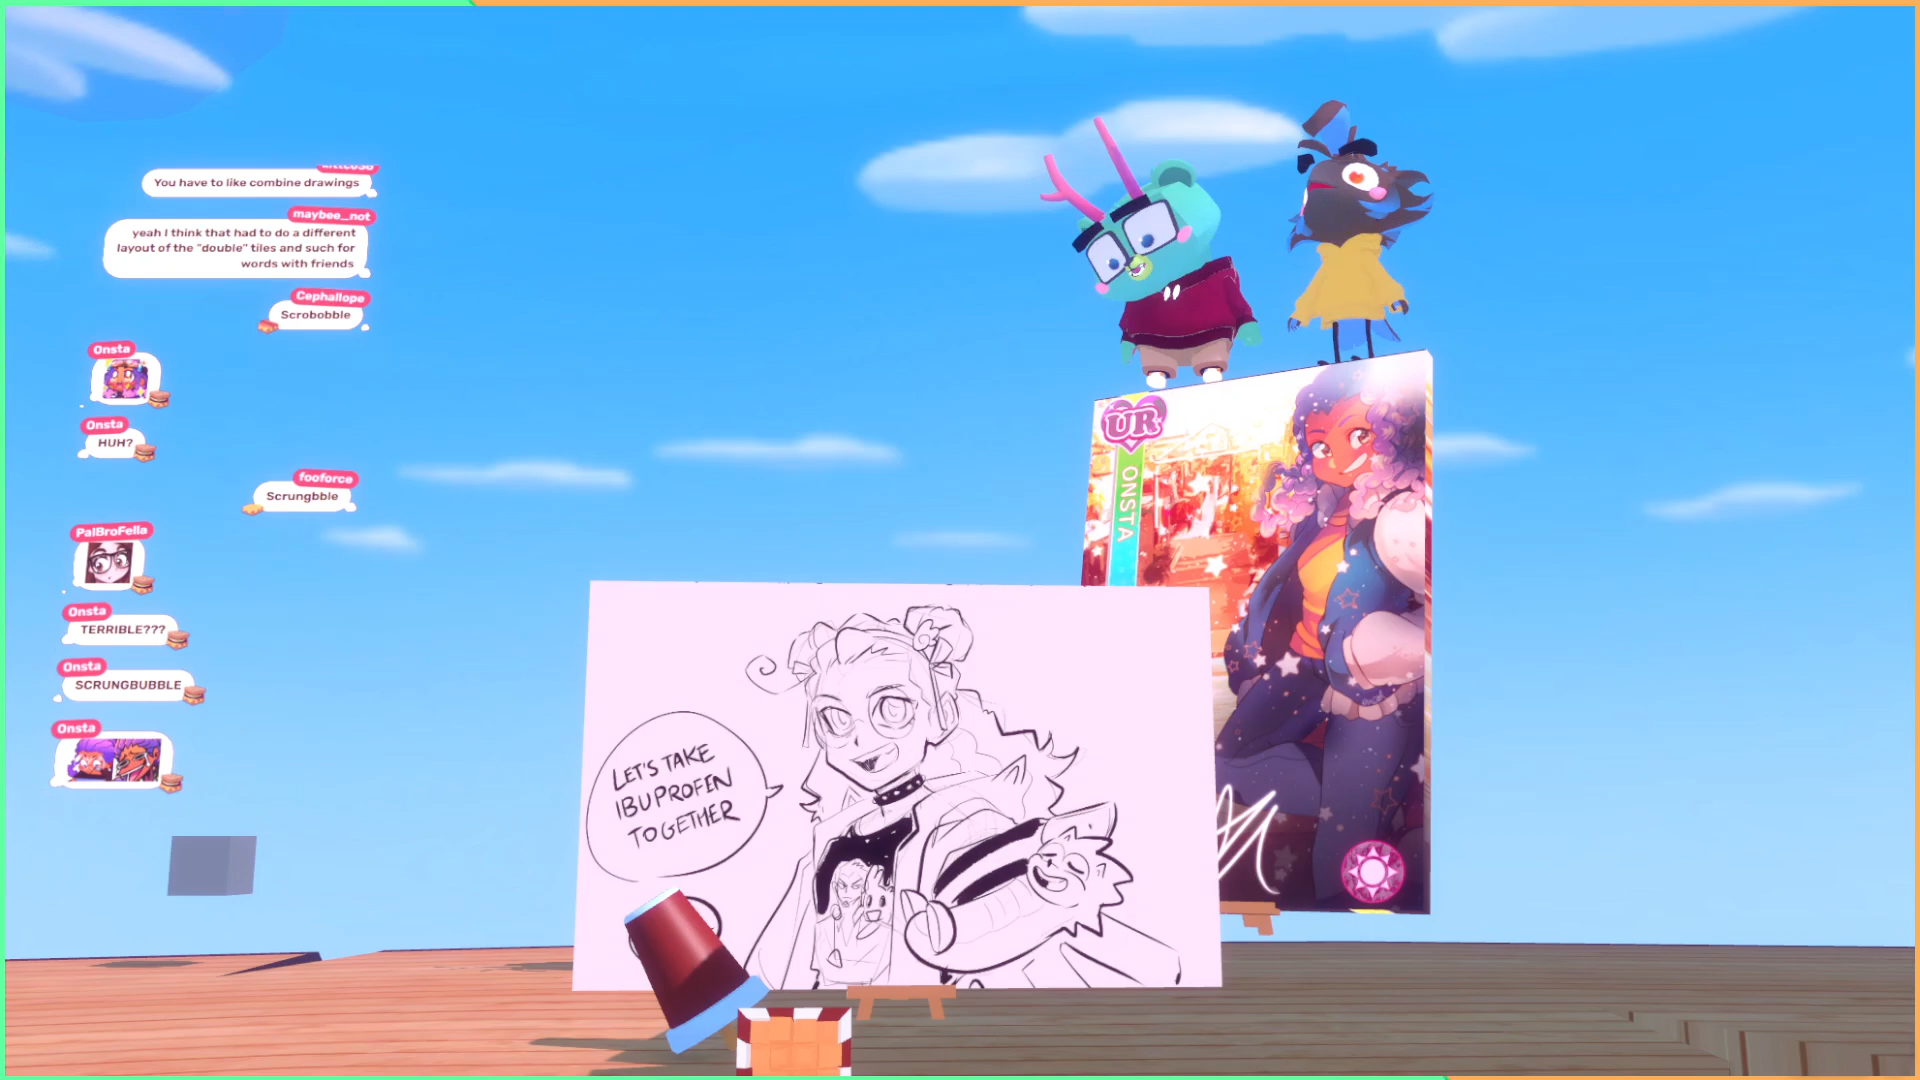 You have to like combine drawings
maybee_not
yeah I think that had to do a different
layout of the "double" tiles and such for
words with friends
Cephallope
Scrobobble
Onsta
Onsta
HUH?
fooforce
Scrungbble
PalBroFella
Onsta
TERRIBLE???
Onsta
SCRUNGBUBBLE
Onsta
LET'S TAKE
IBUPROFEN
TOGETHER
UR
ONSTA